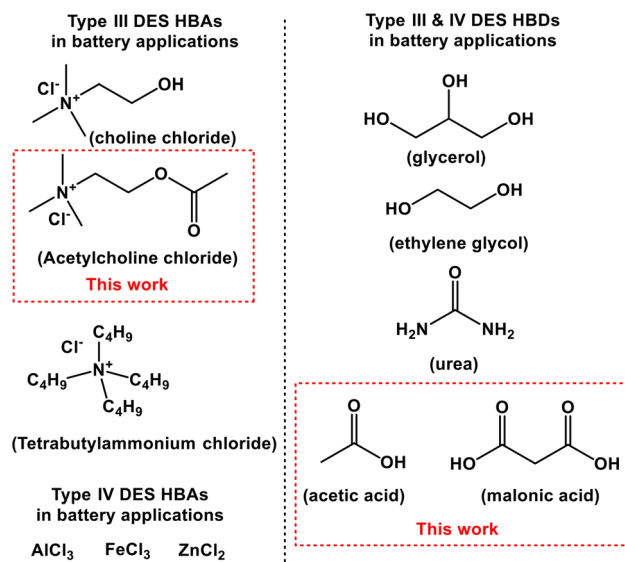 Type III DES HBAs
in battery applications
Cl⁻
N⁺
OH
(choline chloride)
N⁺
Cl⁻
O
O
(Acetylcholine chloride)
This work
C₄H₉
Cl⁻
N⁺
C₄H₉
C₄H₉
C₄H₉
(Tetrabutylammonium chloride)
Type IV DES HBAs
in battery applications
AlCl₃ FeCl₃ ZnCl₂
Type III & IV DES HBDs
in battery applications
OH
HO
OH
(glycerol)
OH
HO
(ethylene glycol)
O
H₂N NH₂
(urea)
O
OH
(acetic acid)
O O
HO OH
(malonic acid)
This work